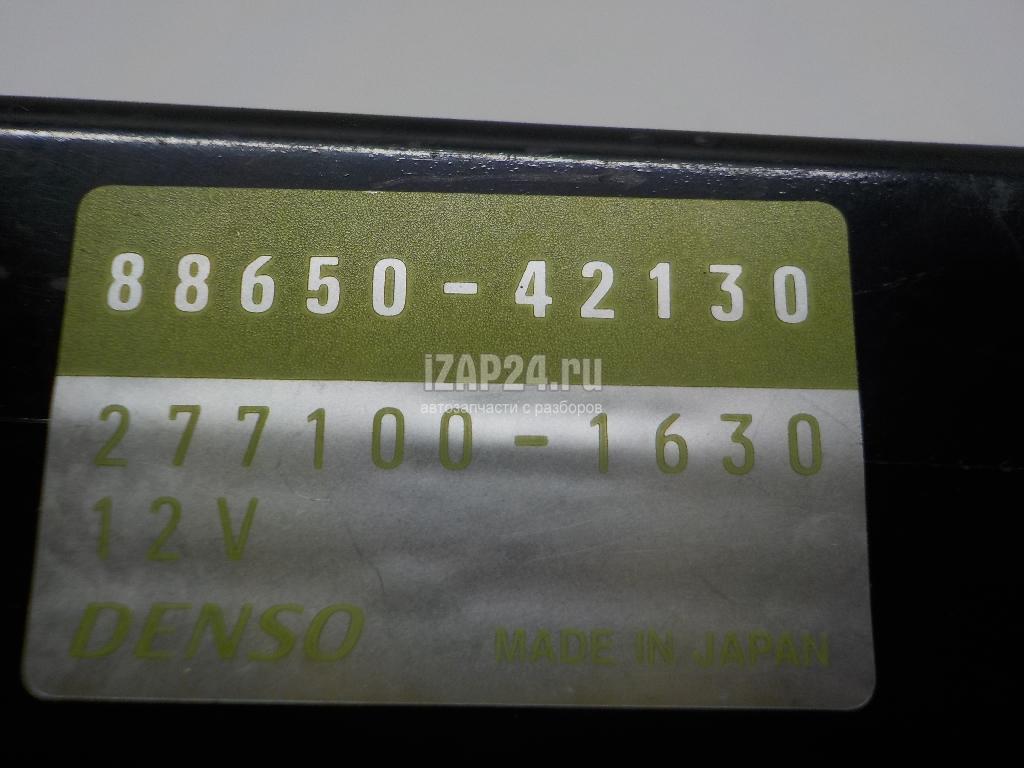 88650-42130
iZAP24.ru
автозапчасти с разборов
277100-1630
12V
DENSO
MADE IN JAPAN